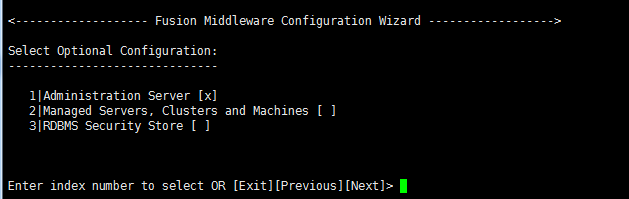 <------------------- Fusion Middleware Configuration Wizard ------------------>
Select Optional Configuration:
------------------------------
1|Administration Server [x]
2|Managed Servers, Clusters and Machines [ ]
3|RDBMS Security Store [ ]
Enter index number to select OR [Exit][Previous][Next]>